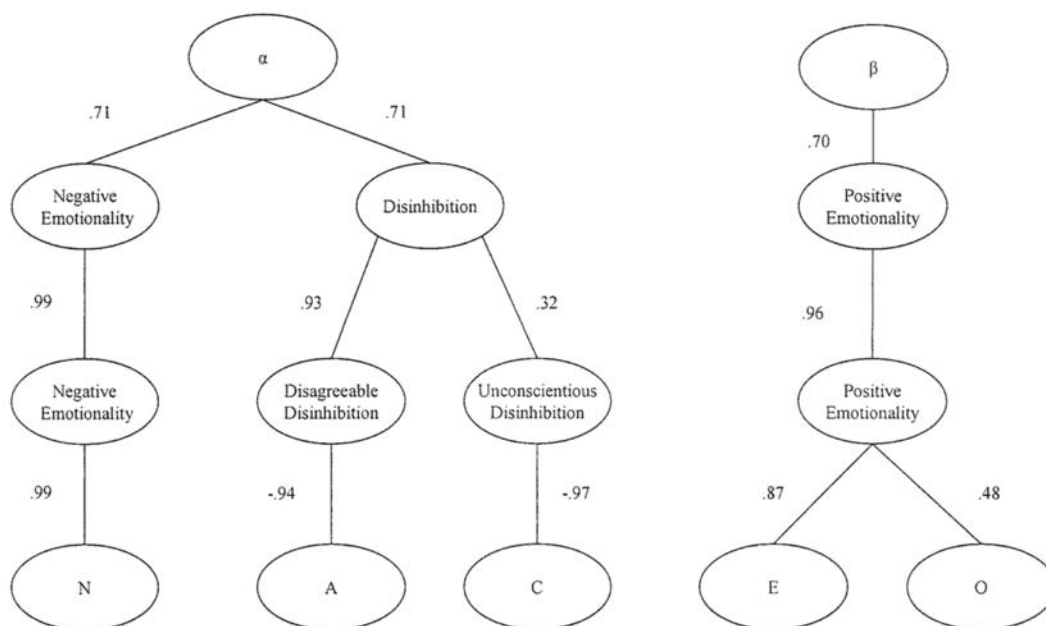 α
β
.71
.71
.70
Negative
Emotionality
Disinhibition
Positive
Emotionality
.99
.93
.32
.96
Negative
Emotionality
Disagreeable
Disinhibition
Unconscientious
Disinhibition
Positive
Emotionality
.99
-.94
-.97
.87
.48
N
A
C
E
O